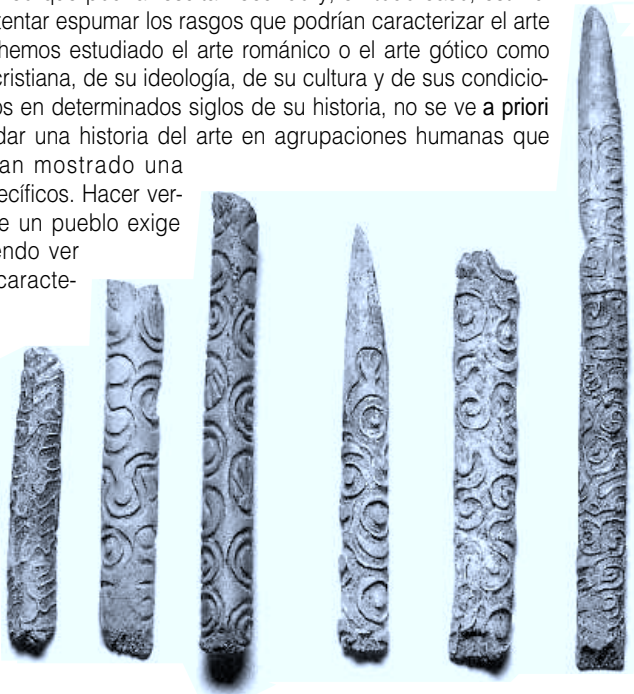 entar espumar los rasgos que podrían caracterizar el arte
hemos estudiado el arte románico o el arte gótico como
cristiana, de su ideología, de su cultura y de sus condicio-
os en determinados siglos de su historia, no se ve a priori
dar una historia del arte en agrupaciones humanas que
an mostrado una
ecíficos. Hacer ver-
e un pueblo exige
endo ver
caracte-